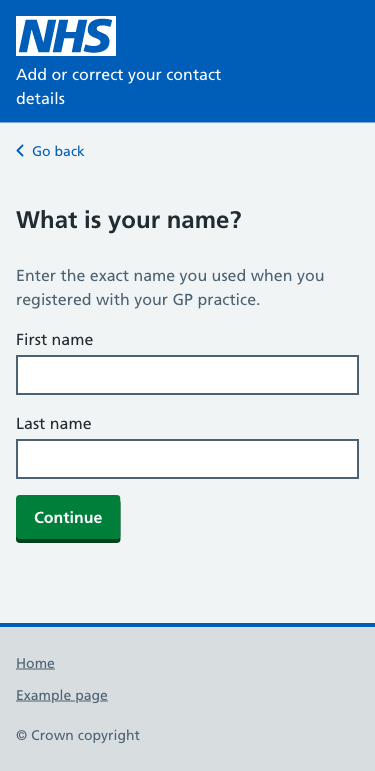 NHS
Add or correct your contact
details
Go back
What is your name?
Enter the exact name you used when you
registered with your GP practice.
First name
Last name
Continue
Home
Example page
© Crown copyright